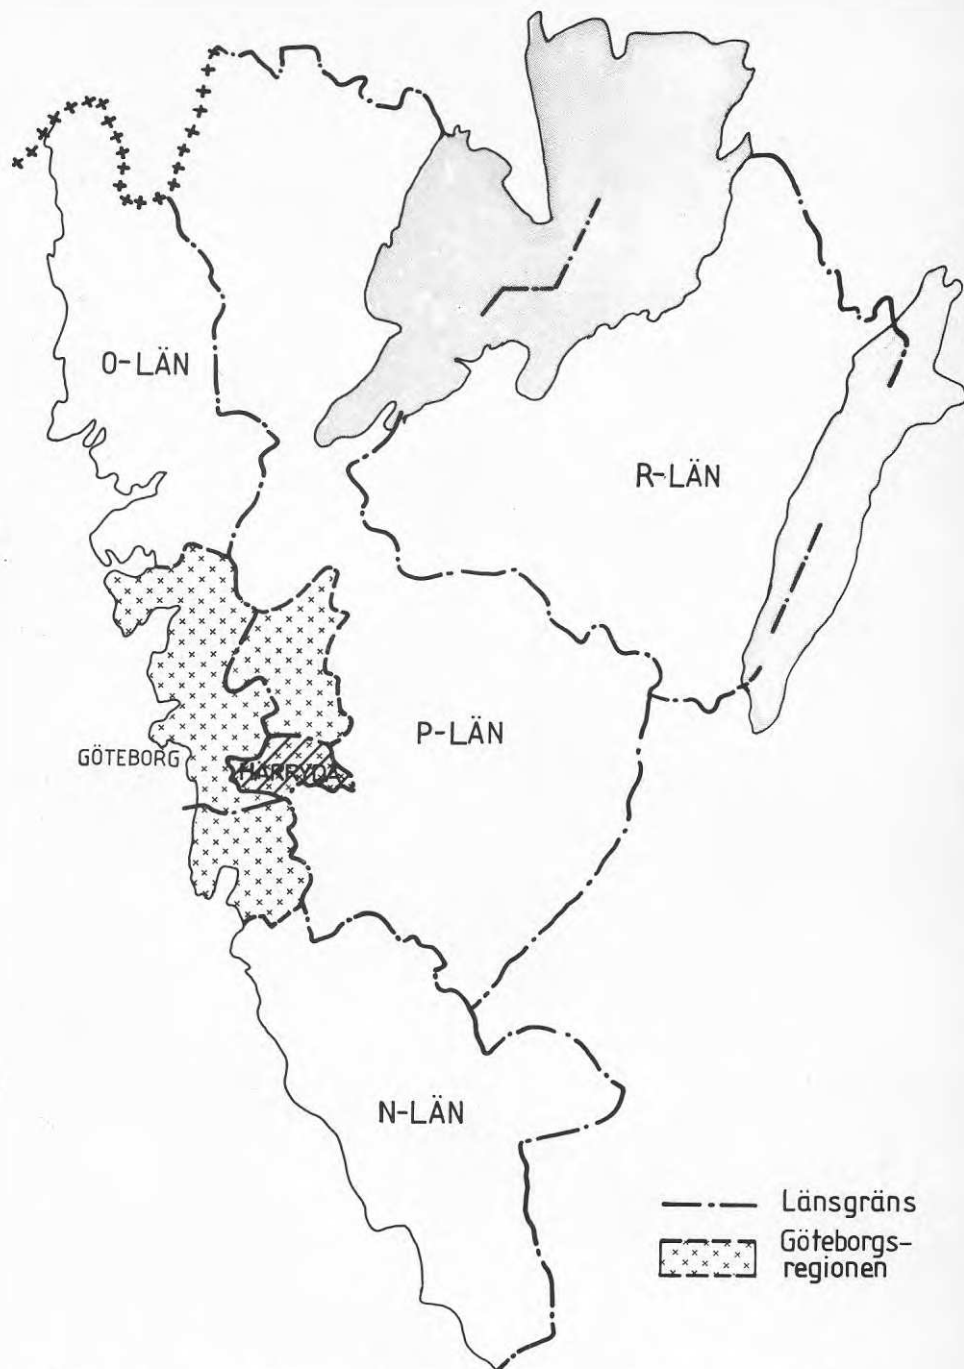 O-LÄN
R-LÄN
P-LÄN
GÖTEBORG
HÄRRYDA
N-LÄN
Länsgräns
Göteborgs-
regionen